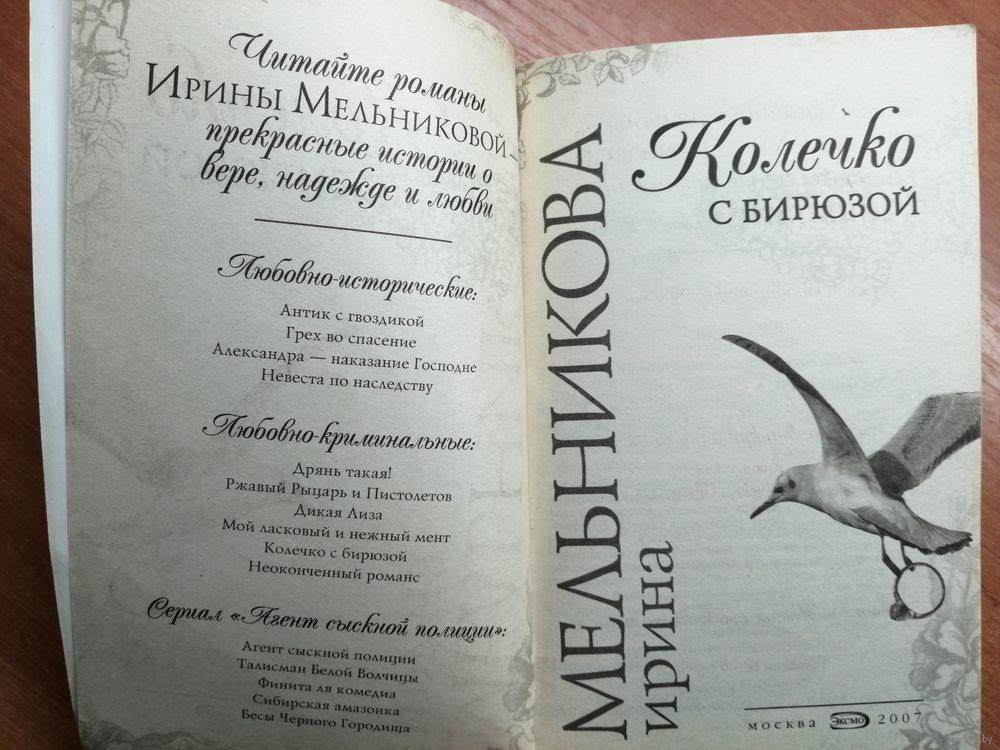 Читайте романы
Ирины Мельниковой –
прекрасные истории о
вере, надежде и любви
Любовно-исторические:
Антик с гвоздикой
Грех во спасение
Александра — наказание Господне
Невеста по наследству
Любовно-криминальные:
Дрянь такая!
Ржавый Рыцарь и Пистолетов
Дикая Лиза
Мой ласковый и нежный мент
Колечко с бирюзой
Неоконченный романс
Сериал «Агент сыскной полиции»:
Агент сыскной полиции
Талисман Белой Волчицы
Финита ля комедиа
Сибирская амазонка
Бесы Черного Городища
МЕЛЬНИКОВА
ирина
Колечко
С БИРЮЗОЙ
МОСКВА ЭКСМО 2007